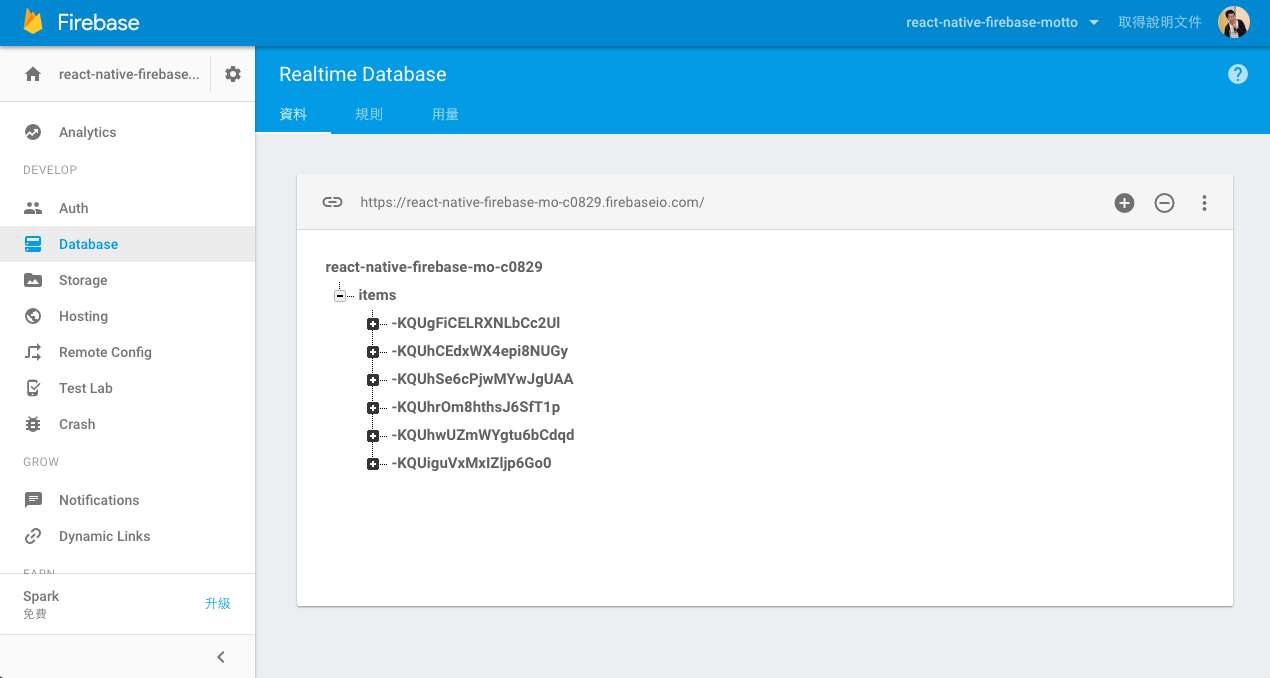 Firebase
react-native-firebase-motto
取得說明文件
react-native-firebase...
Realtime Database
資料
規則
用量
Analytics
DEVELOP
Auth
Database
Storage
Hosting
Remote Config
Test Lab
Crash
GROW
Notifications
Dynamic Links
EARN
Spark
免費
升級
https://react-native-firebase-mo-c0829.firebaseio.com/
react-native-firebase-mo-c0829
items
-KQUgFiCELRXNLbCc2Ul
-KQUhCEdxWX4epi8NUGy
-KQUhSe6cPjwMYwJgUAA
-KQUhrOm8hthsJ6SfT1p
-KQUhwUZmWYgtu6bCdqd
-KQUiguVxMxIZljp6Go0